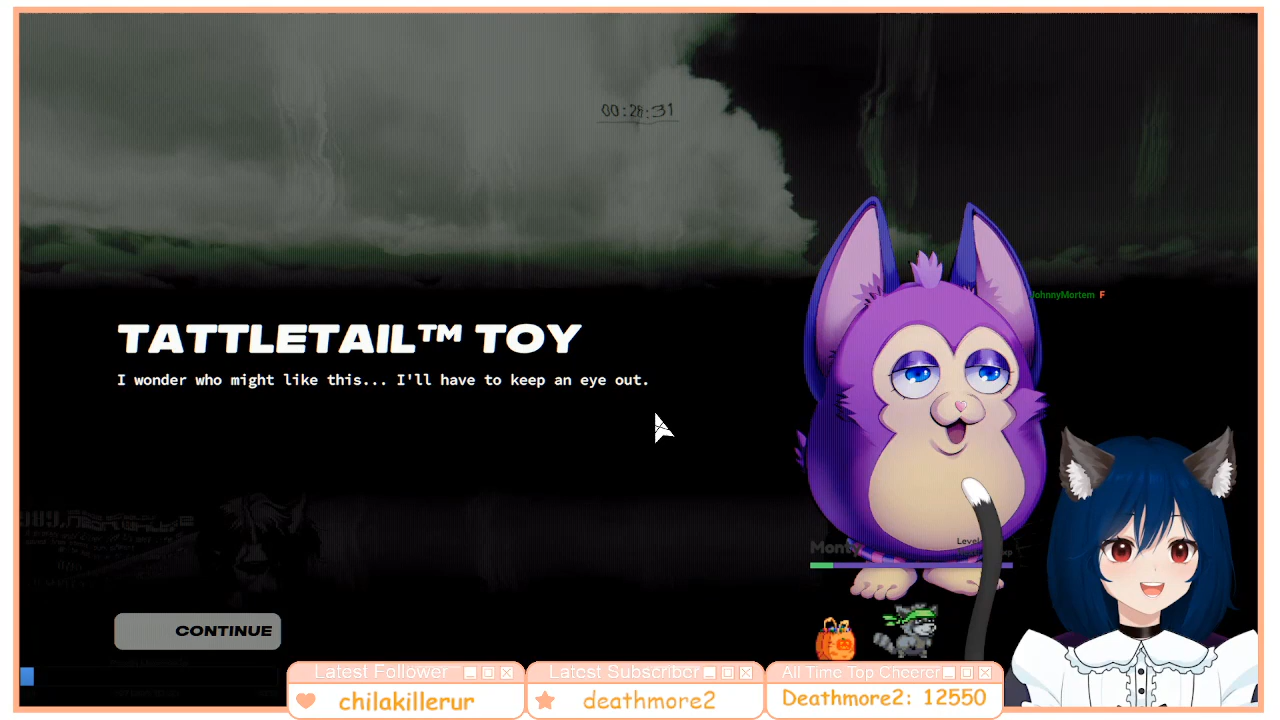 00:28:31
JohnnyMortem F
TATTLETAIL™ TOY
I wonder who might like this... I'll have to keep an eye out.
Monty
CONTINUE
Latest Follower
Latest Subscriber
All Time Top Cheerer
chilakillerur
deathmore2
Deathmore2: 12550